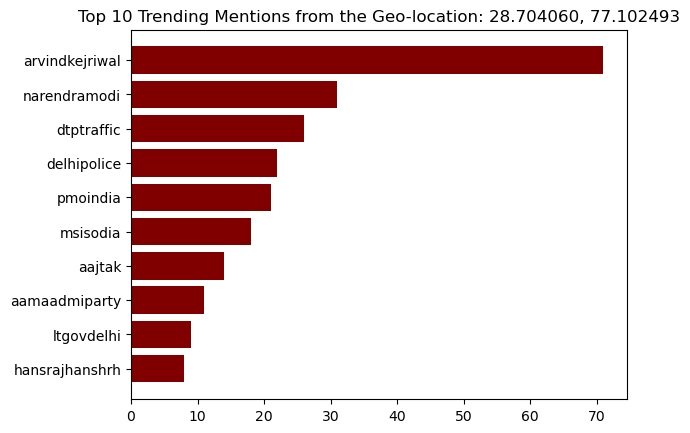 Top 10 Trending Mentions from the Geo-location: 28.704060, 77.102493
arvindkejriwal
narendramodi
dtptraffic
delhipolice
pmoindia
msisodia
aajtak
aamaadmiparty
ltgovdelhi
hansrajhanshrh
0 10 20 30 40 50 60 70